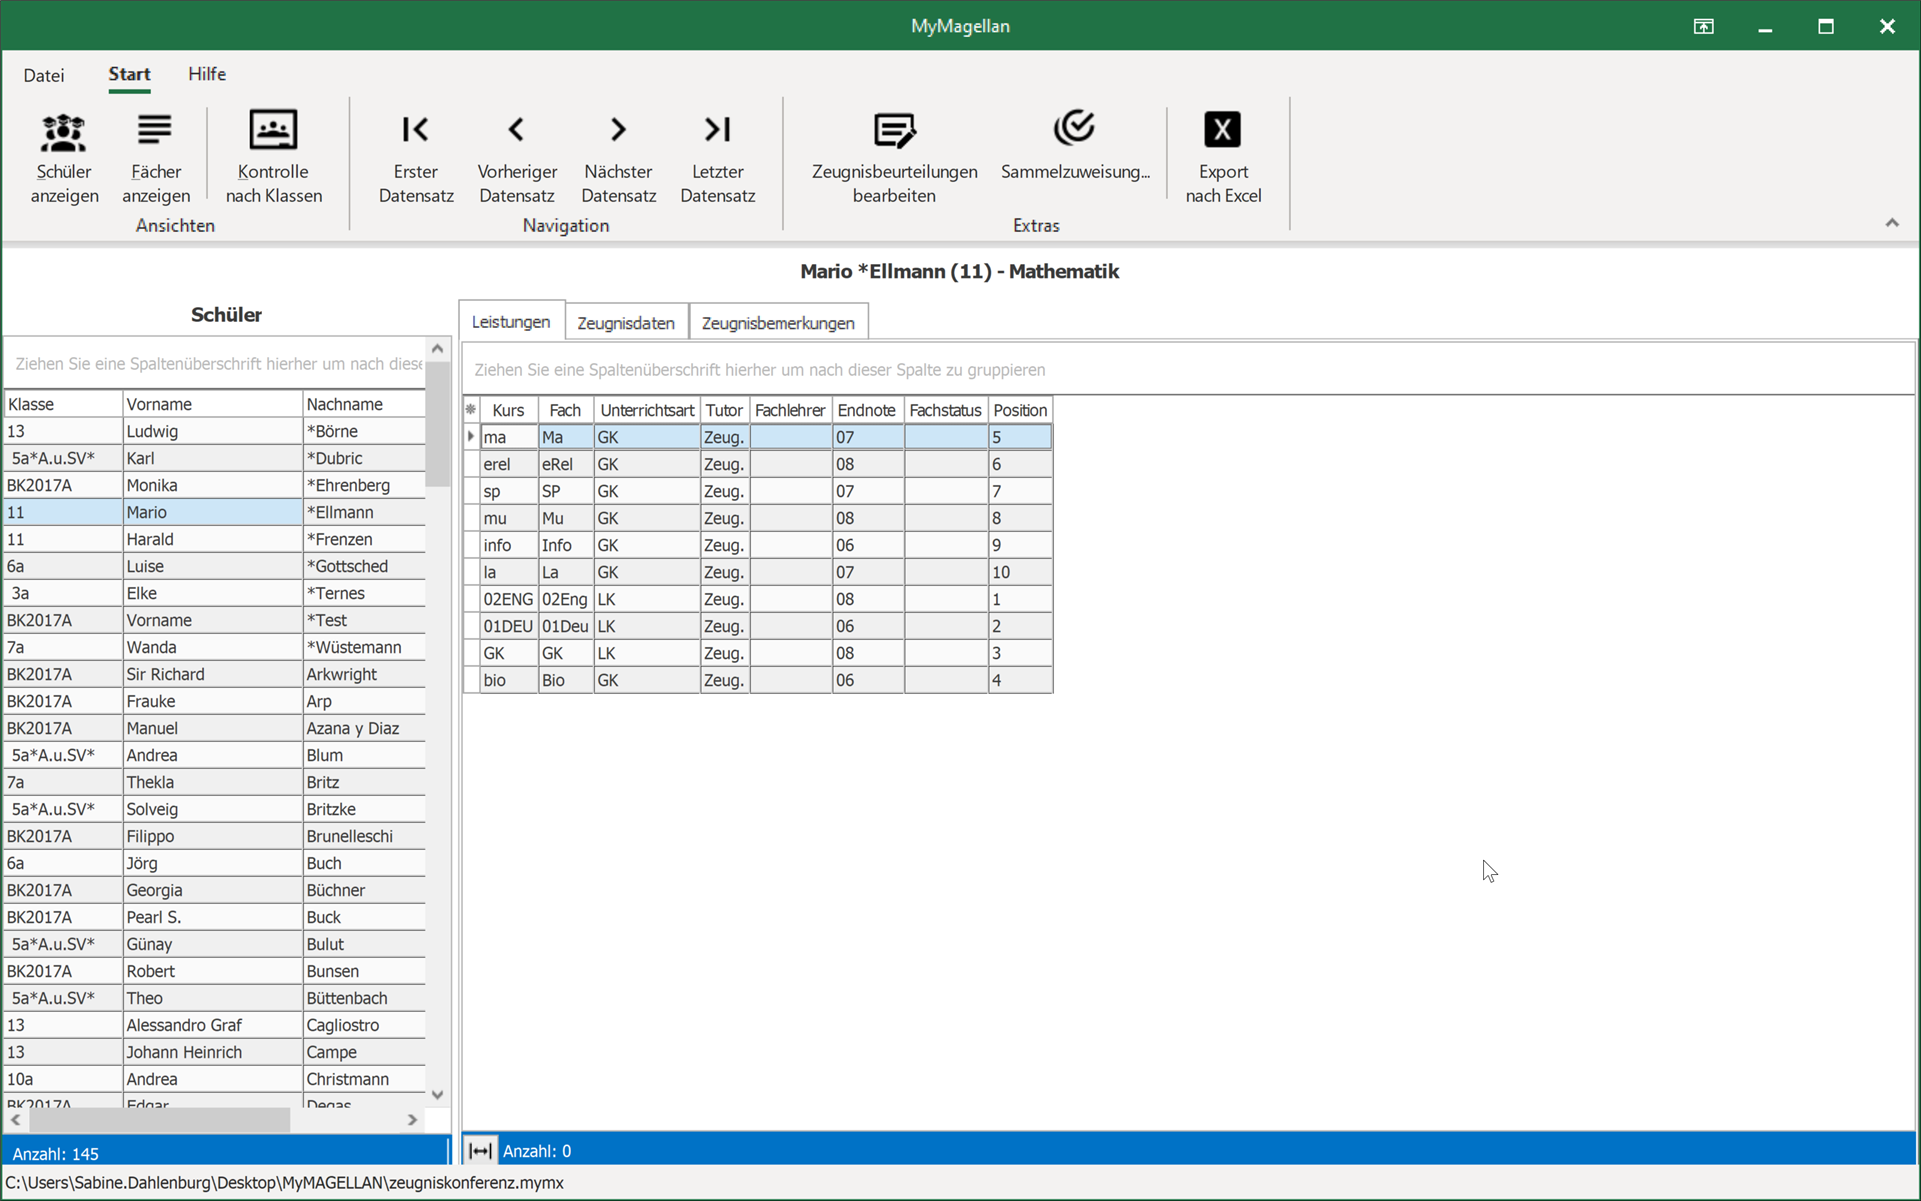 MyMagellan
Datei Start Hilfe
Schüler anzeigen
Fächer anzeigen
Kontrolle nach Klassen
Ansichten
Erster Datensatz
Vorheriger Datensatz
Nächster Datensatz
Letzter Datensatz
Navigation
Zeugnisbeurteilungen bearbeiten
Sammelzuweisung...
Export nach Excel
Extras
Mario *Ellmann (11) - Mathematik
Schüler
Ziehen Sie eine Spaltenüberschrift hierher um nach diese
Klasse Vorname Nachname
13 Ludwig *Börne
5a*A.u.SV* Karl *Dubric
BK2017A Monika *Ehrenberg
11 Mario *Ellmann
11 Harald *Frenzen
6a Luise *Gottsched
3a Elke *Ternes
BK2017A Vorname *Test
7a Wanda *Wüstemann
BK2017A Sir Richard Arkwright
BK2017A Frauke Arp
BK2017A Manuel Azana y Diaz
5a*A.u.SV* Andrea Blum
7a Thekla Britz
5a*A.u.SV* Solveig Britzke
BK2017A Filippo Brunelleschi
6a Jörg Buch
BK2017A Georgia Büchner
BK2017A Pearl S. Buck
5a*A.u.SV* Günay Bulut
BK2017A Robert Bunsen
5a*A.u.SV* Theo Büttenbach
13 Alessandro Graf Cagliostro
13 Johann Heinrich Campe
10a Andrea Christmann
BK2017A Edgar Degas
Anzahl: 145
Leistungen Zeugnisdaten Zeugnisbemerkungen
Ziehen Sie eine Spaltenüberschrift hierher um nach dieser Spalte zu gruppieren
Kurs Fach Unterrichtsart Tutor Fachlehrer Endnote Fachstatus Position
ma Ma GK Zeug. 07 5
erel eRel GK Zeug. 08 6
sp SP GK Zeug. 07 7
mu Mu GK Zeug. 08 8
info Info GK Zeug. 06 9
la La GK Zeug. 07 10
02ENG 02Eng LK Zeug. 08 1
01DEU 01Deu LK Zeug. 06 2
GK GK LK Zeug. 08 3
bio Bio GK Zeug. 06 4
Anzahl: 0
C:\Users\Sabine.Dahlenburg\Desktop\MyMAGELLAN\zeugniskonferenz.mymx